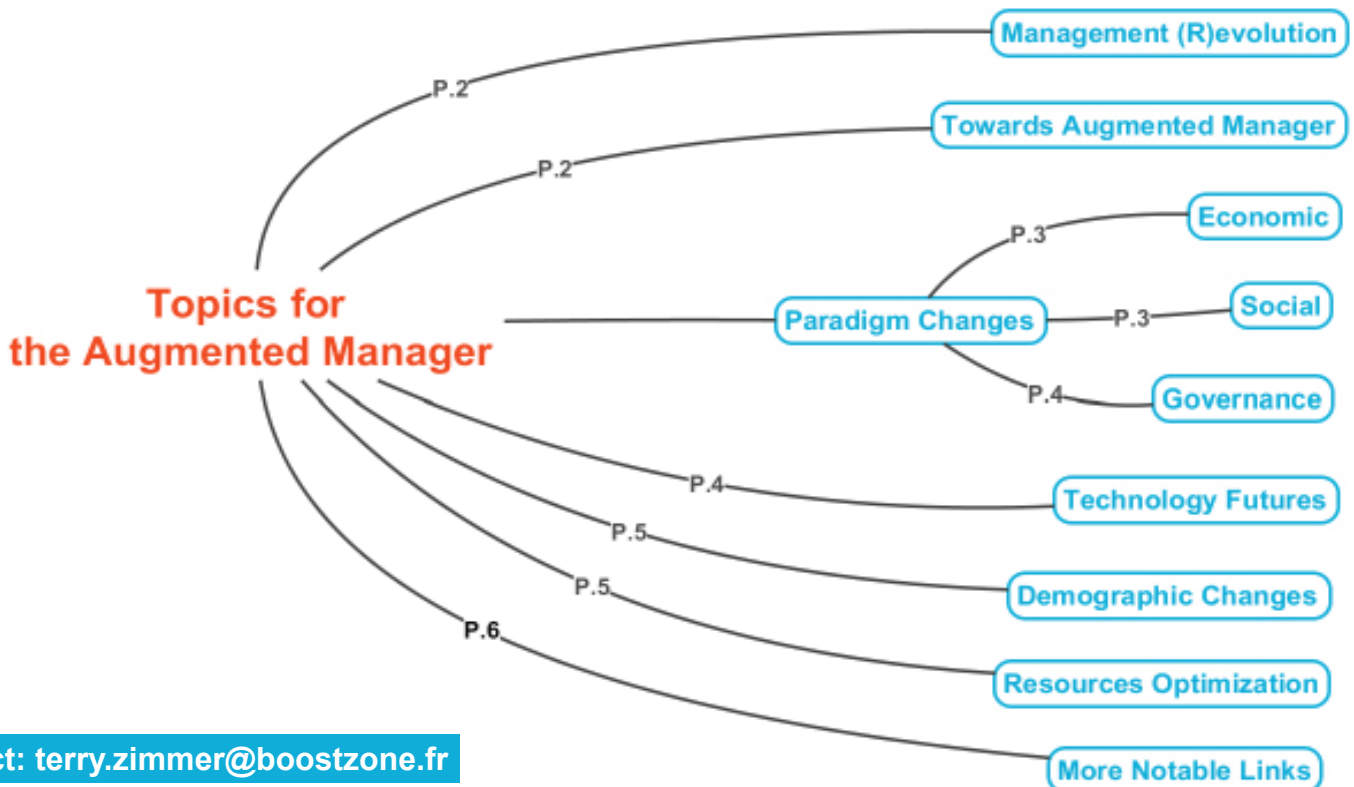 Management (R)evolution
P.2
Towards Augmented Manager
P.2
Economic
P.3
Topics for
the Augmented Manager
Paradigm Changes
P.3
Social
P.4
Governance
P.4
Technology Futures
P.5
Demographic Changes
P.5
Resources Optimization
P.6
More Notable Links
ct: terry.zimmer@boostzone.fr